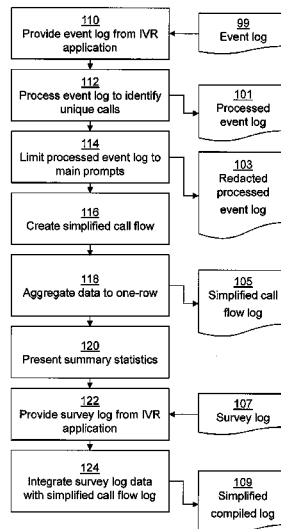 110
Provide event log from IVR
application
99
Event log
112
Process event log to identify
unique calls
101
Processed
event log
114
Limit processed event log to
main prompts
103
Redacted
processed
event log
116
Create simplified call flow
118
Aggregate data to one-row
105
Simplified call
flow log
120
Present summary statistics
122
Provide survey log from IVR
application
107
Survey log
124
Integrate survey log data
with simplified call flow log
109
Simplified
compiled log